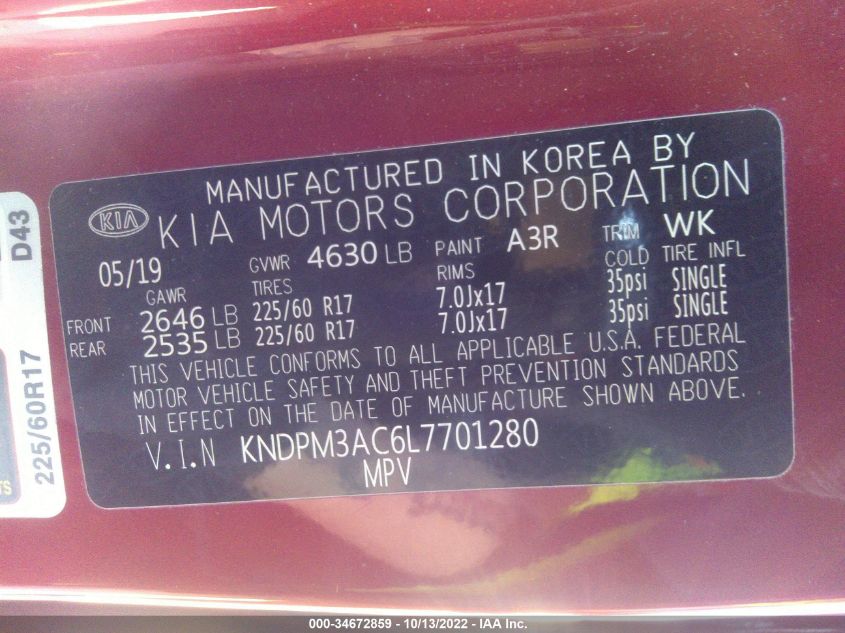 MANUFACTURED IN KOREA BY
KIA KIA MOTORS CORPORATION
05/19 GVWR 4630 LB PAINT A3R TRIM WK
GAWR TIRES RIMS COLD TIRE INFL
FRONT 2646 LB 225/60 R17 7.0Jx17 35psi SINGLE
REAR 2535 LB 225/60 R17 7.0Jx17 35psi SINGLE
THIS VEHICLE CONFORMS TO ALL APPLICABLE U.S.A. FEDERAL
MOTOR VEHICLE SAFETY AND THEFT PREVENTION STANDARDS
IN EFFECT ON THE DATE OF MANUFACTURE SHOWN ABOVE.
V.I.N KNDPM3AC6L7701280
MPV
225/60R17 D43
000-34672859 - 10/13/2022 - IAA Inc.